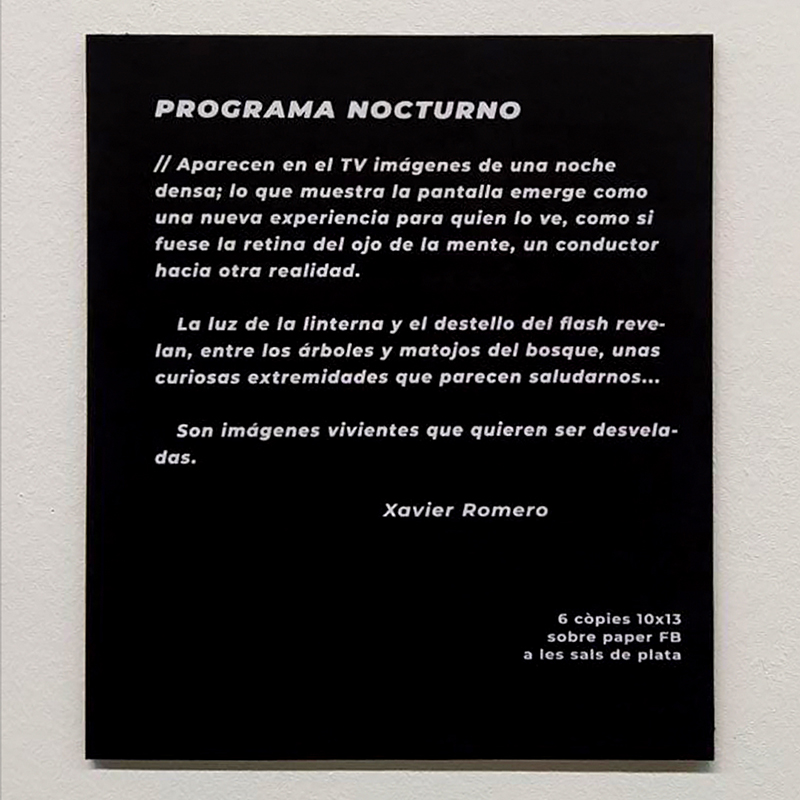 PROGRAMA NOCTURNO
// Aparecen en el TV imágenes de una noche
densa; lo que muestra la pantalla emerge como
una nueva experiencia para quien lo ve, como si
fuese la retina del ojo de la mente, un conductor
hacia otra realidad.
La luz de la linterna y el destello del flash reve-
lan, entre los árboles y matojos del bosque, unas
curiosas extremidades que parecen saludarnos...
Son imágenes vivientes que quieren ser desvela-
das.
Xavier Romero
6 còpies 10x13
sobre paper FB
a les sals de plata